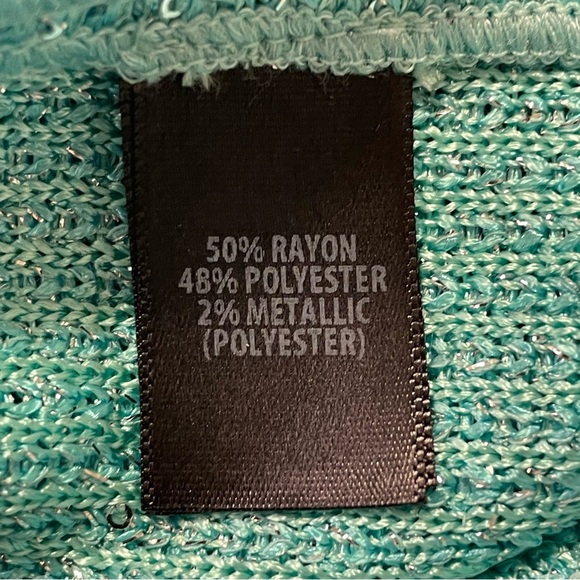 50% RAYON
48% POLYESTER
2% METALLIC
(POLYESTER)